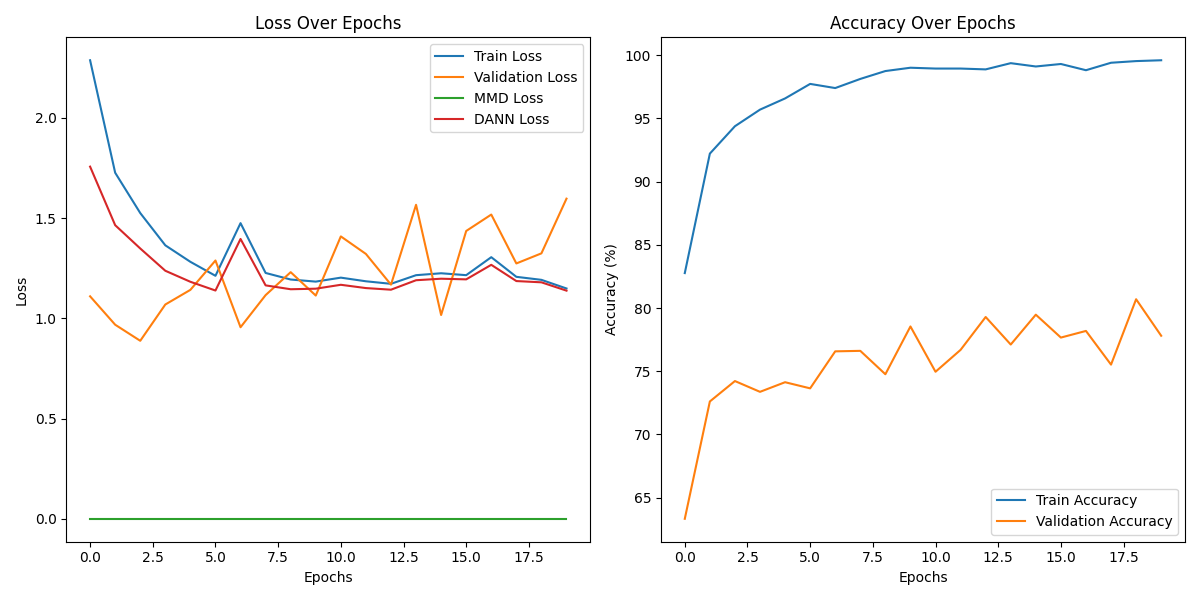 Loss Over Epochs
Train Loss
Validation Loss
MMD Loss
DANN Loss
2.0
1.5
1.0
0.5
0.0
Loss
0.0 2.5 5.0 7.5 10.0 12.5 15.0 17.5
Epochs
Accuracy Over Epochs
100
95
90
85
80
75
70
65
Accuracy (%)
Train Accuracy
Validation Accuracy
0.0 2.5 5.0 7.5 10.0 12.5 15.0 17.5
Epochs